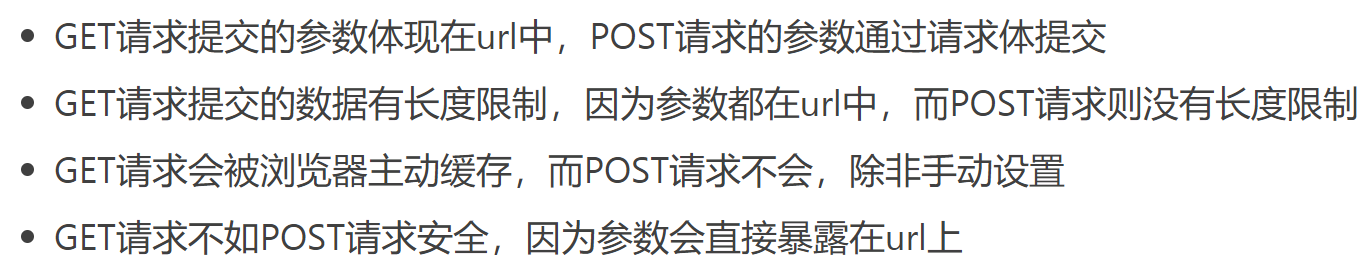 • GET请求提交的参数体现在url中，POST请求的参数通过请求体提交
• GET请求提交的数据有长度限制，因为参数都在url中，而POST请求则没有长度限制
• GET请求会被浏览器主动缓存，而POST请求不会，除非手动设置
• GET请求不如POST请求安全，因为参数会直接暴露在url上